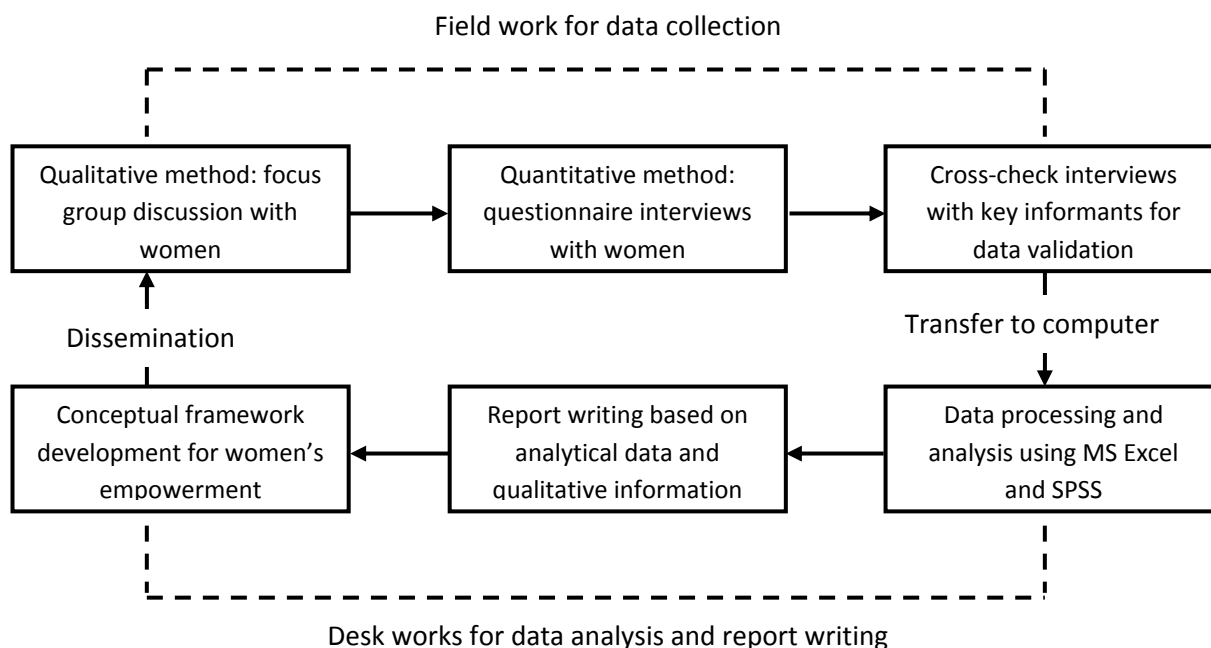 Field work for data collection
Qualitative method: focus
group discussion with
women
Quantitative method:
questionnaire interviews
with women
Cross-check interviews
with key informants for
data validation
Dissemination
Transfer to computer
Conceptual framework
development for women’s
empowerment
Report writing based on
analytical data and
qualitative information
Data processing and
analysis using MS Excel
and SPSS
Desk works for data analysis and report writing